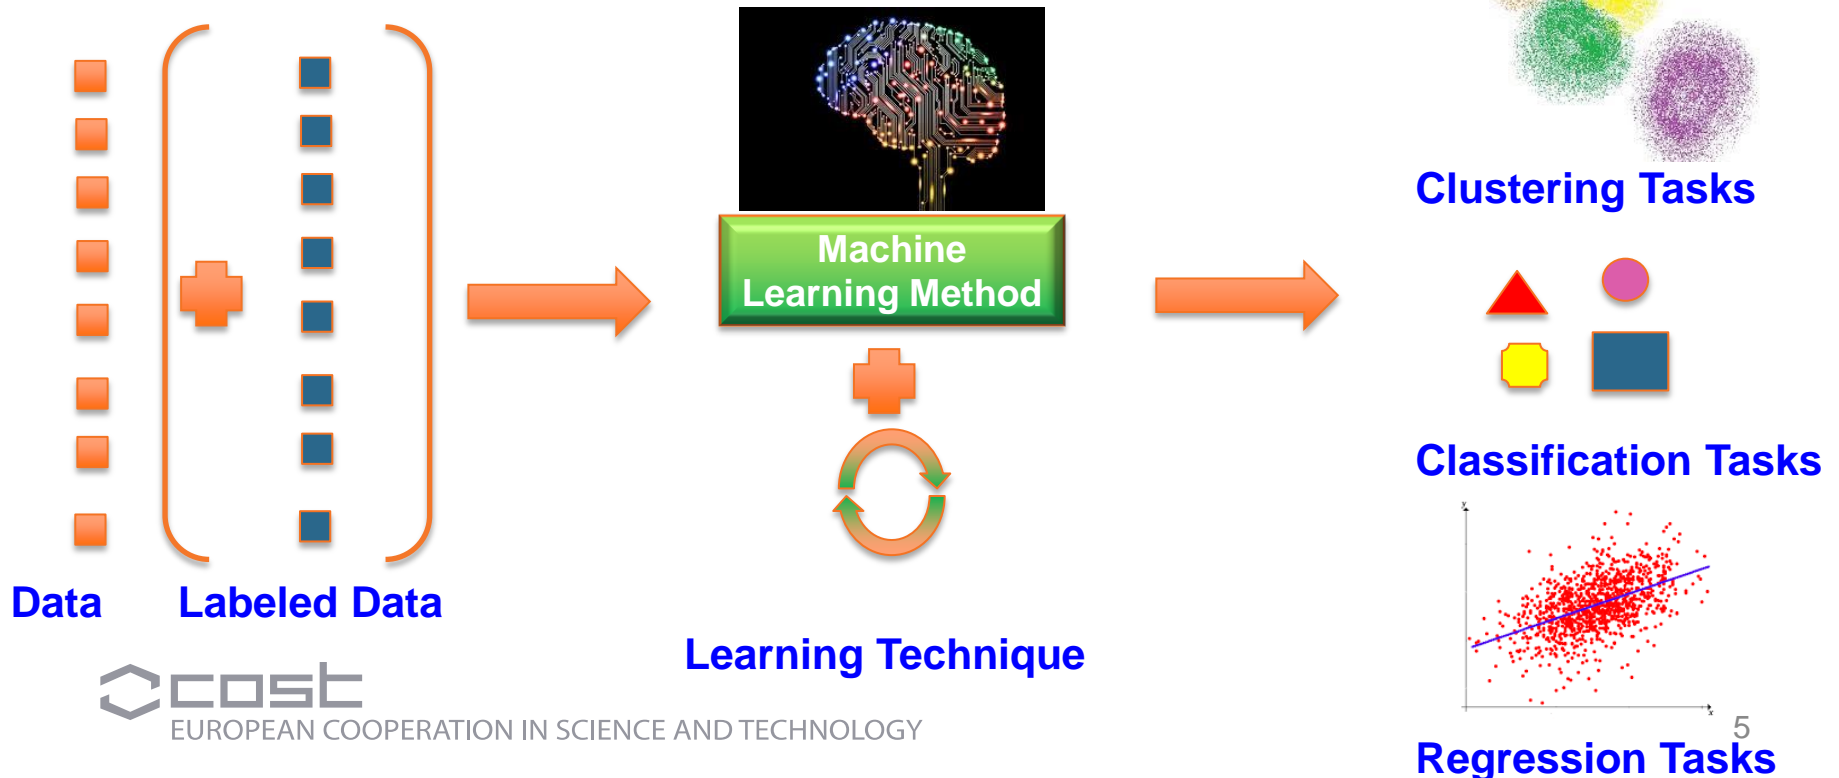 Data
Labeled Data
Machine
Learning Method
Learning Technique
Clustering Tasks
Classification Tasks
y
x
Regression Tasks
cost
EUROPEAN COOPERATION IN SCIENCE AND TECHNOLOGY
5